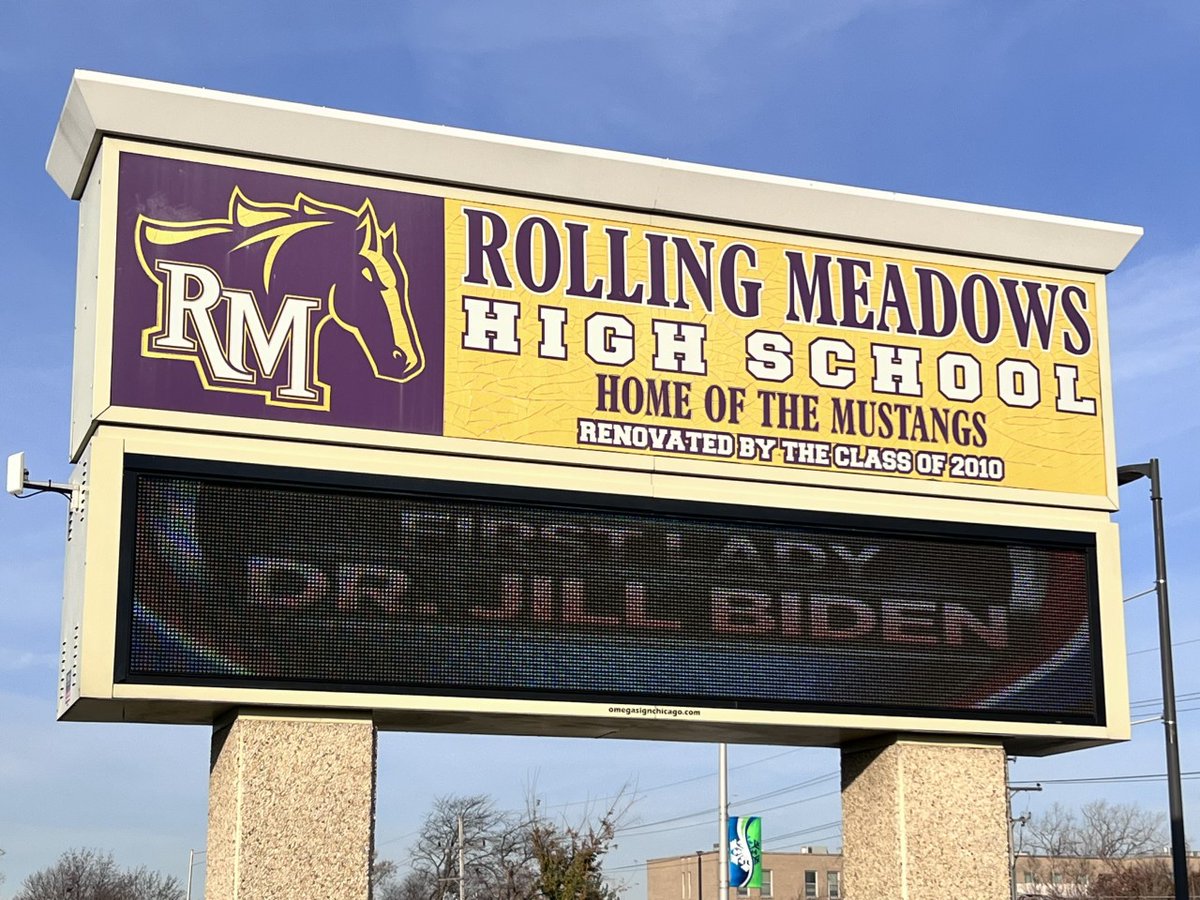 RM
ROLLING MEADOWS
HIGH SCHOOL
HOME OF THE MUSTANGS
RENOVATED BY THE CLASS OF 2010
FIRST LADY
DR. JILL BIDEN
omegasignchicago.com